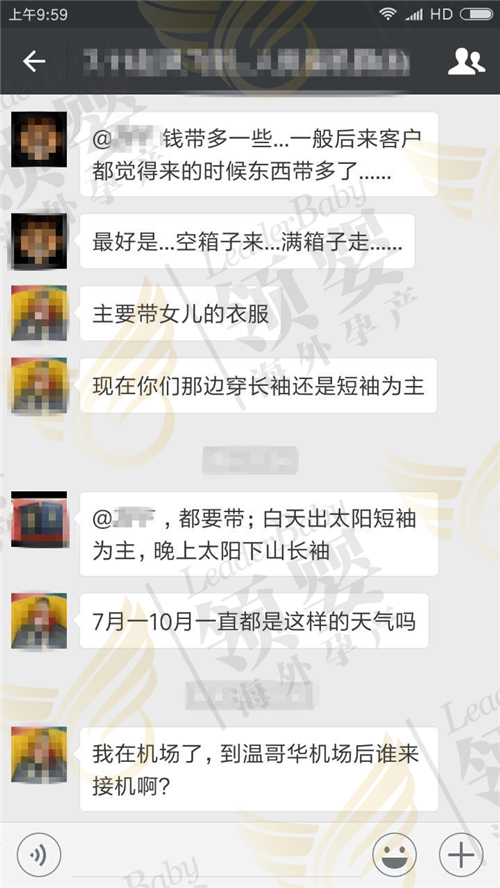 上午9:59
HD
@ 钱带多一些...一般后来客户
都觉得来的时候东西带多了......
最好是...空箱子来...满箱子走......
主要带女儿的衣服
现在你们那边穿长袖还是短袖为主
@ ，都要带；白天出太阳短袖
为主，晚上太阳下山长袖
7月一10月一直都是这样的天气吗
我在机场了，到温哥华机场后谁来
接机啊？
LeaderBaby
领婴
海外孕产